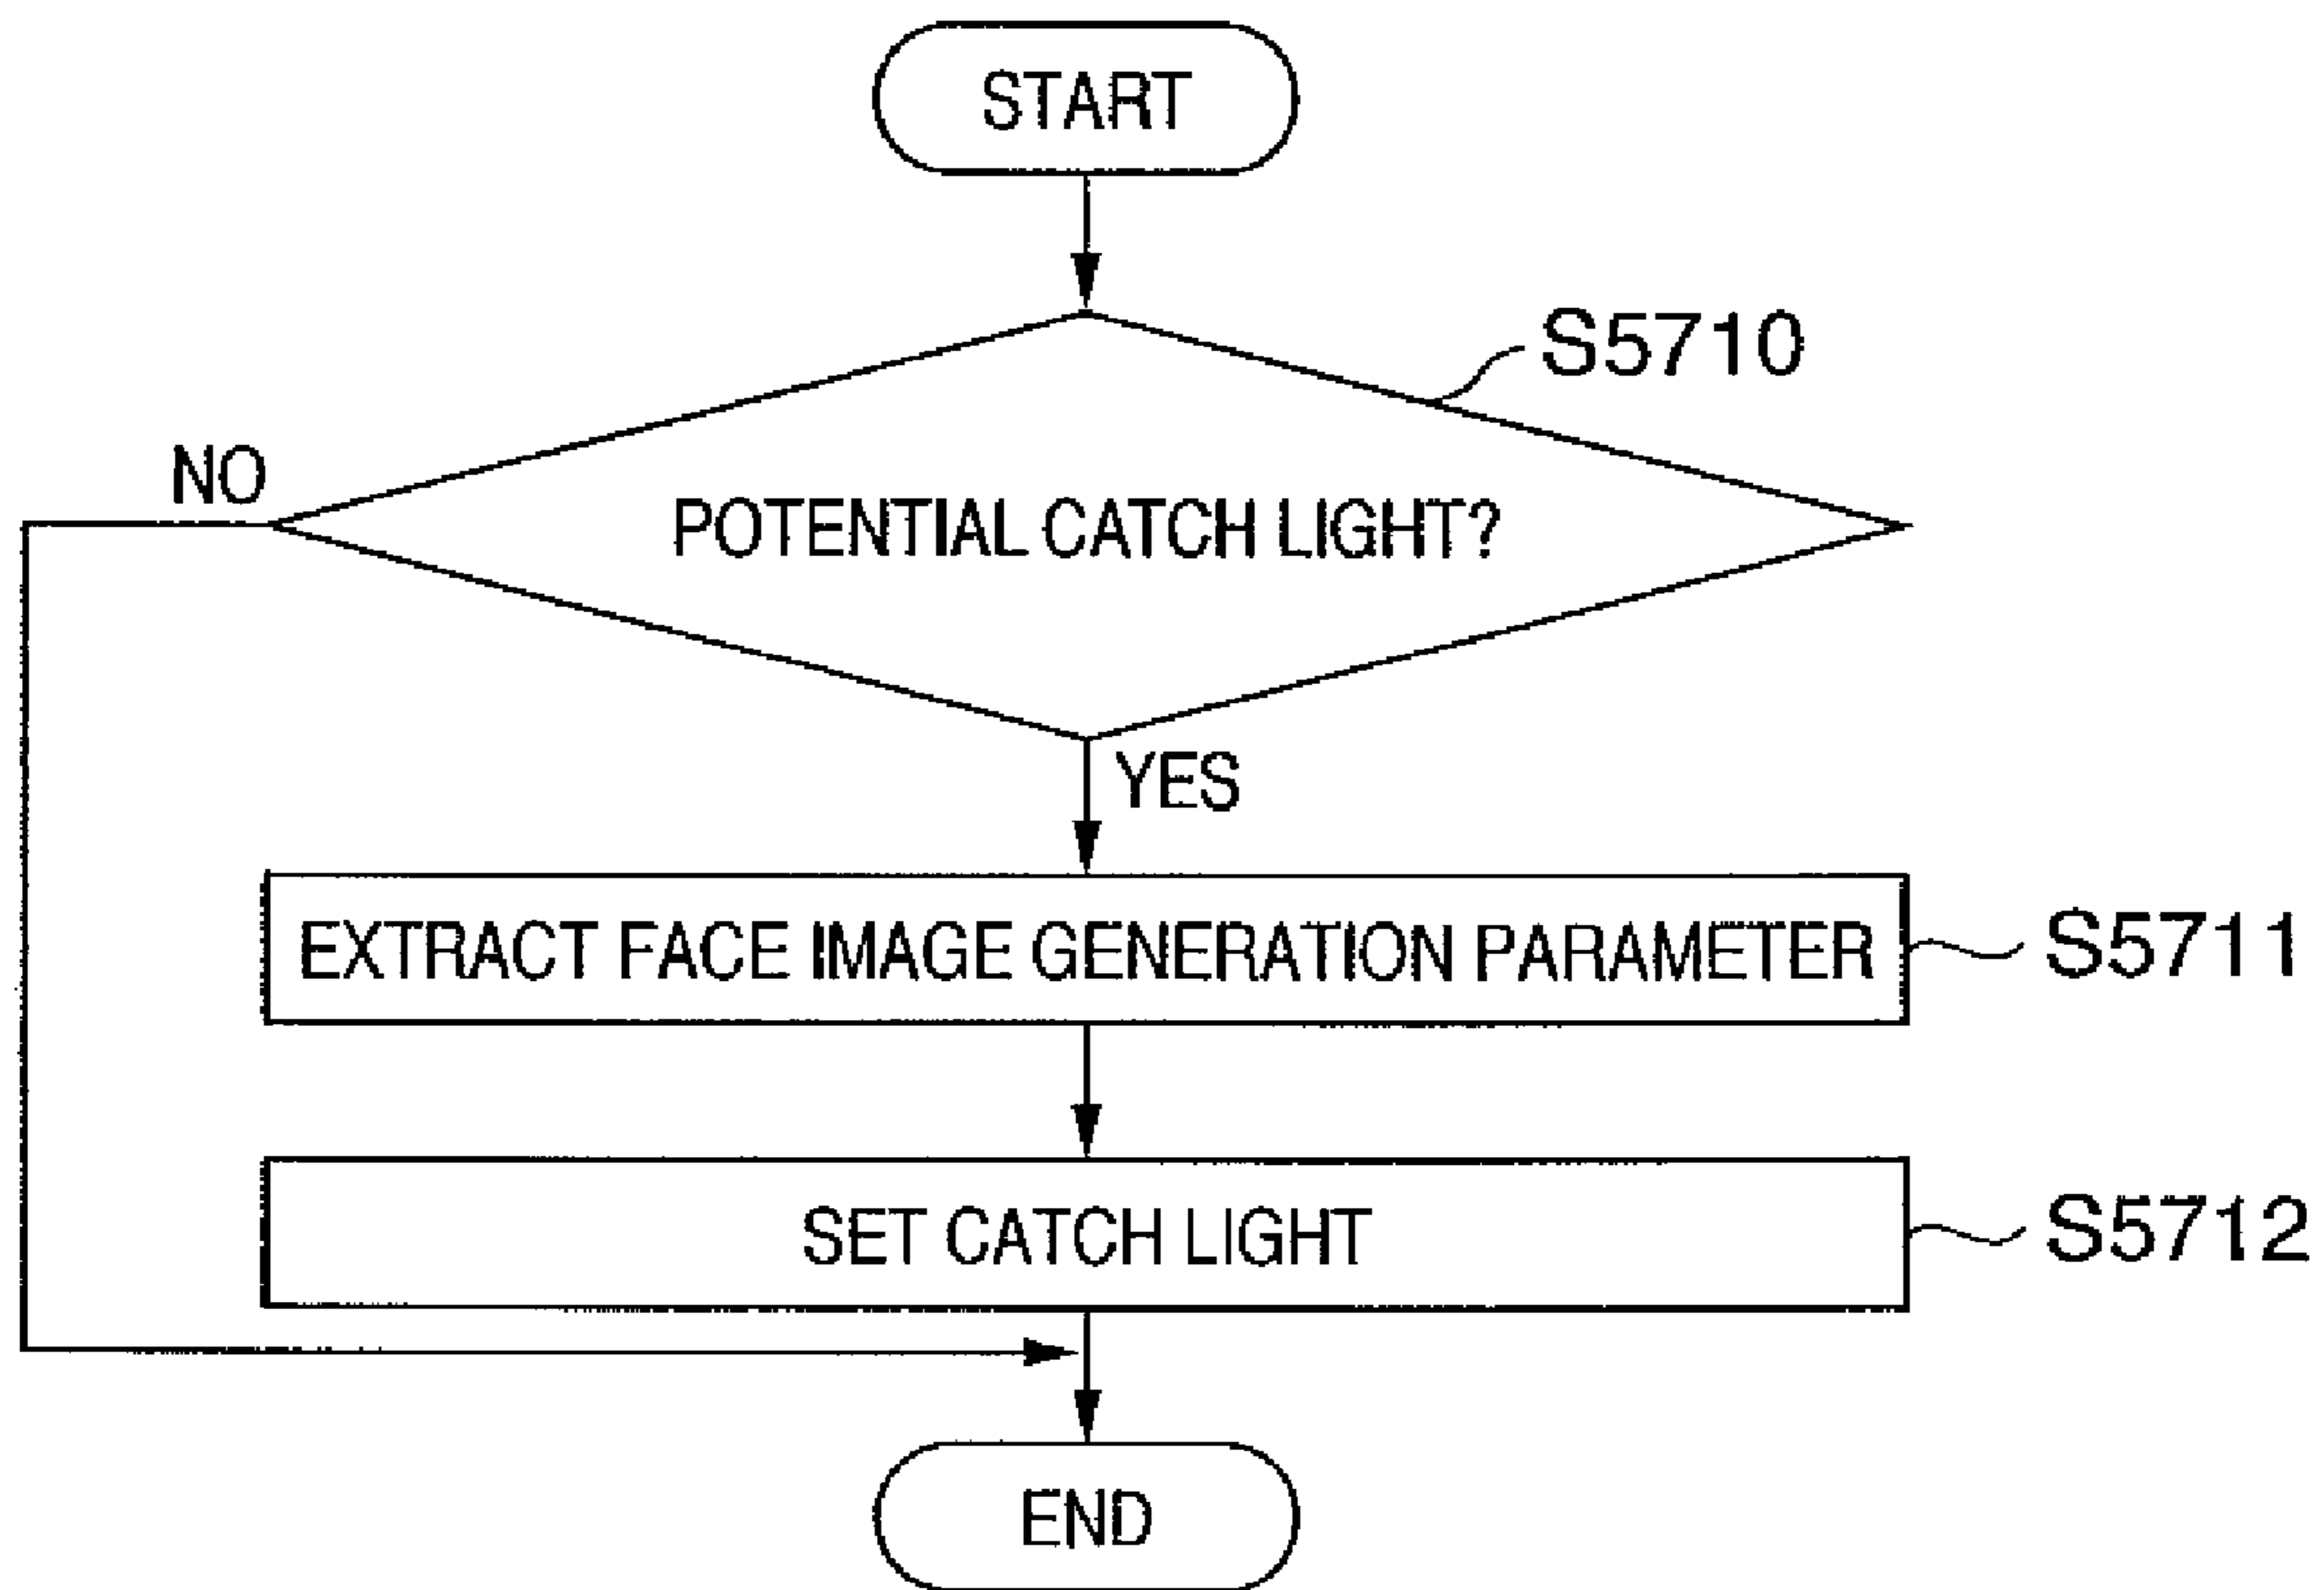 START
S5710
NO
POTENTIAL CATCH LIGHT?
YES
EXTRACT FACE IMAGE GENERATION PARAMETER
S5711
SET CATCH LIGHT
S5712
END